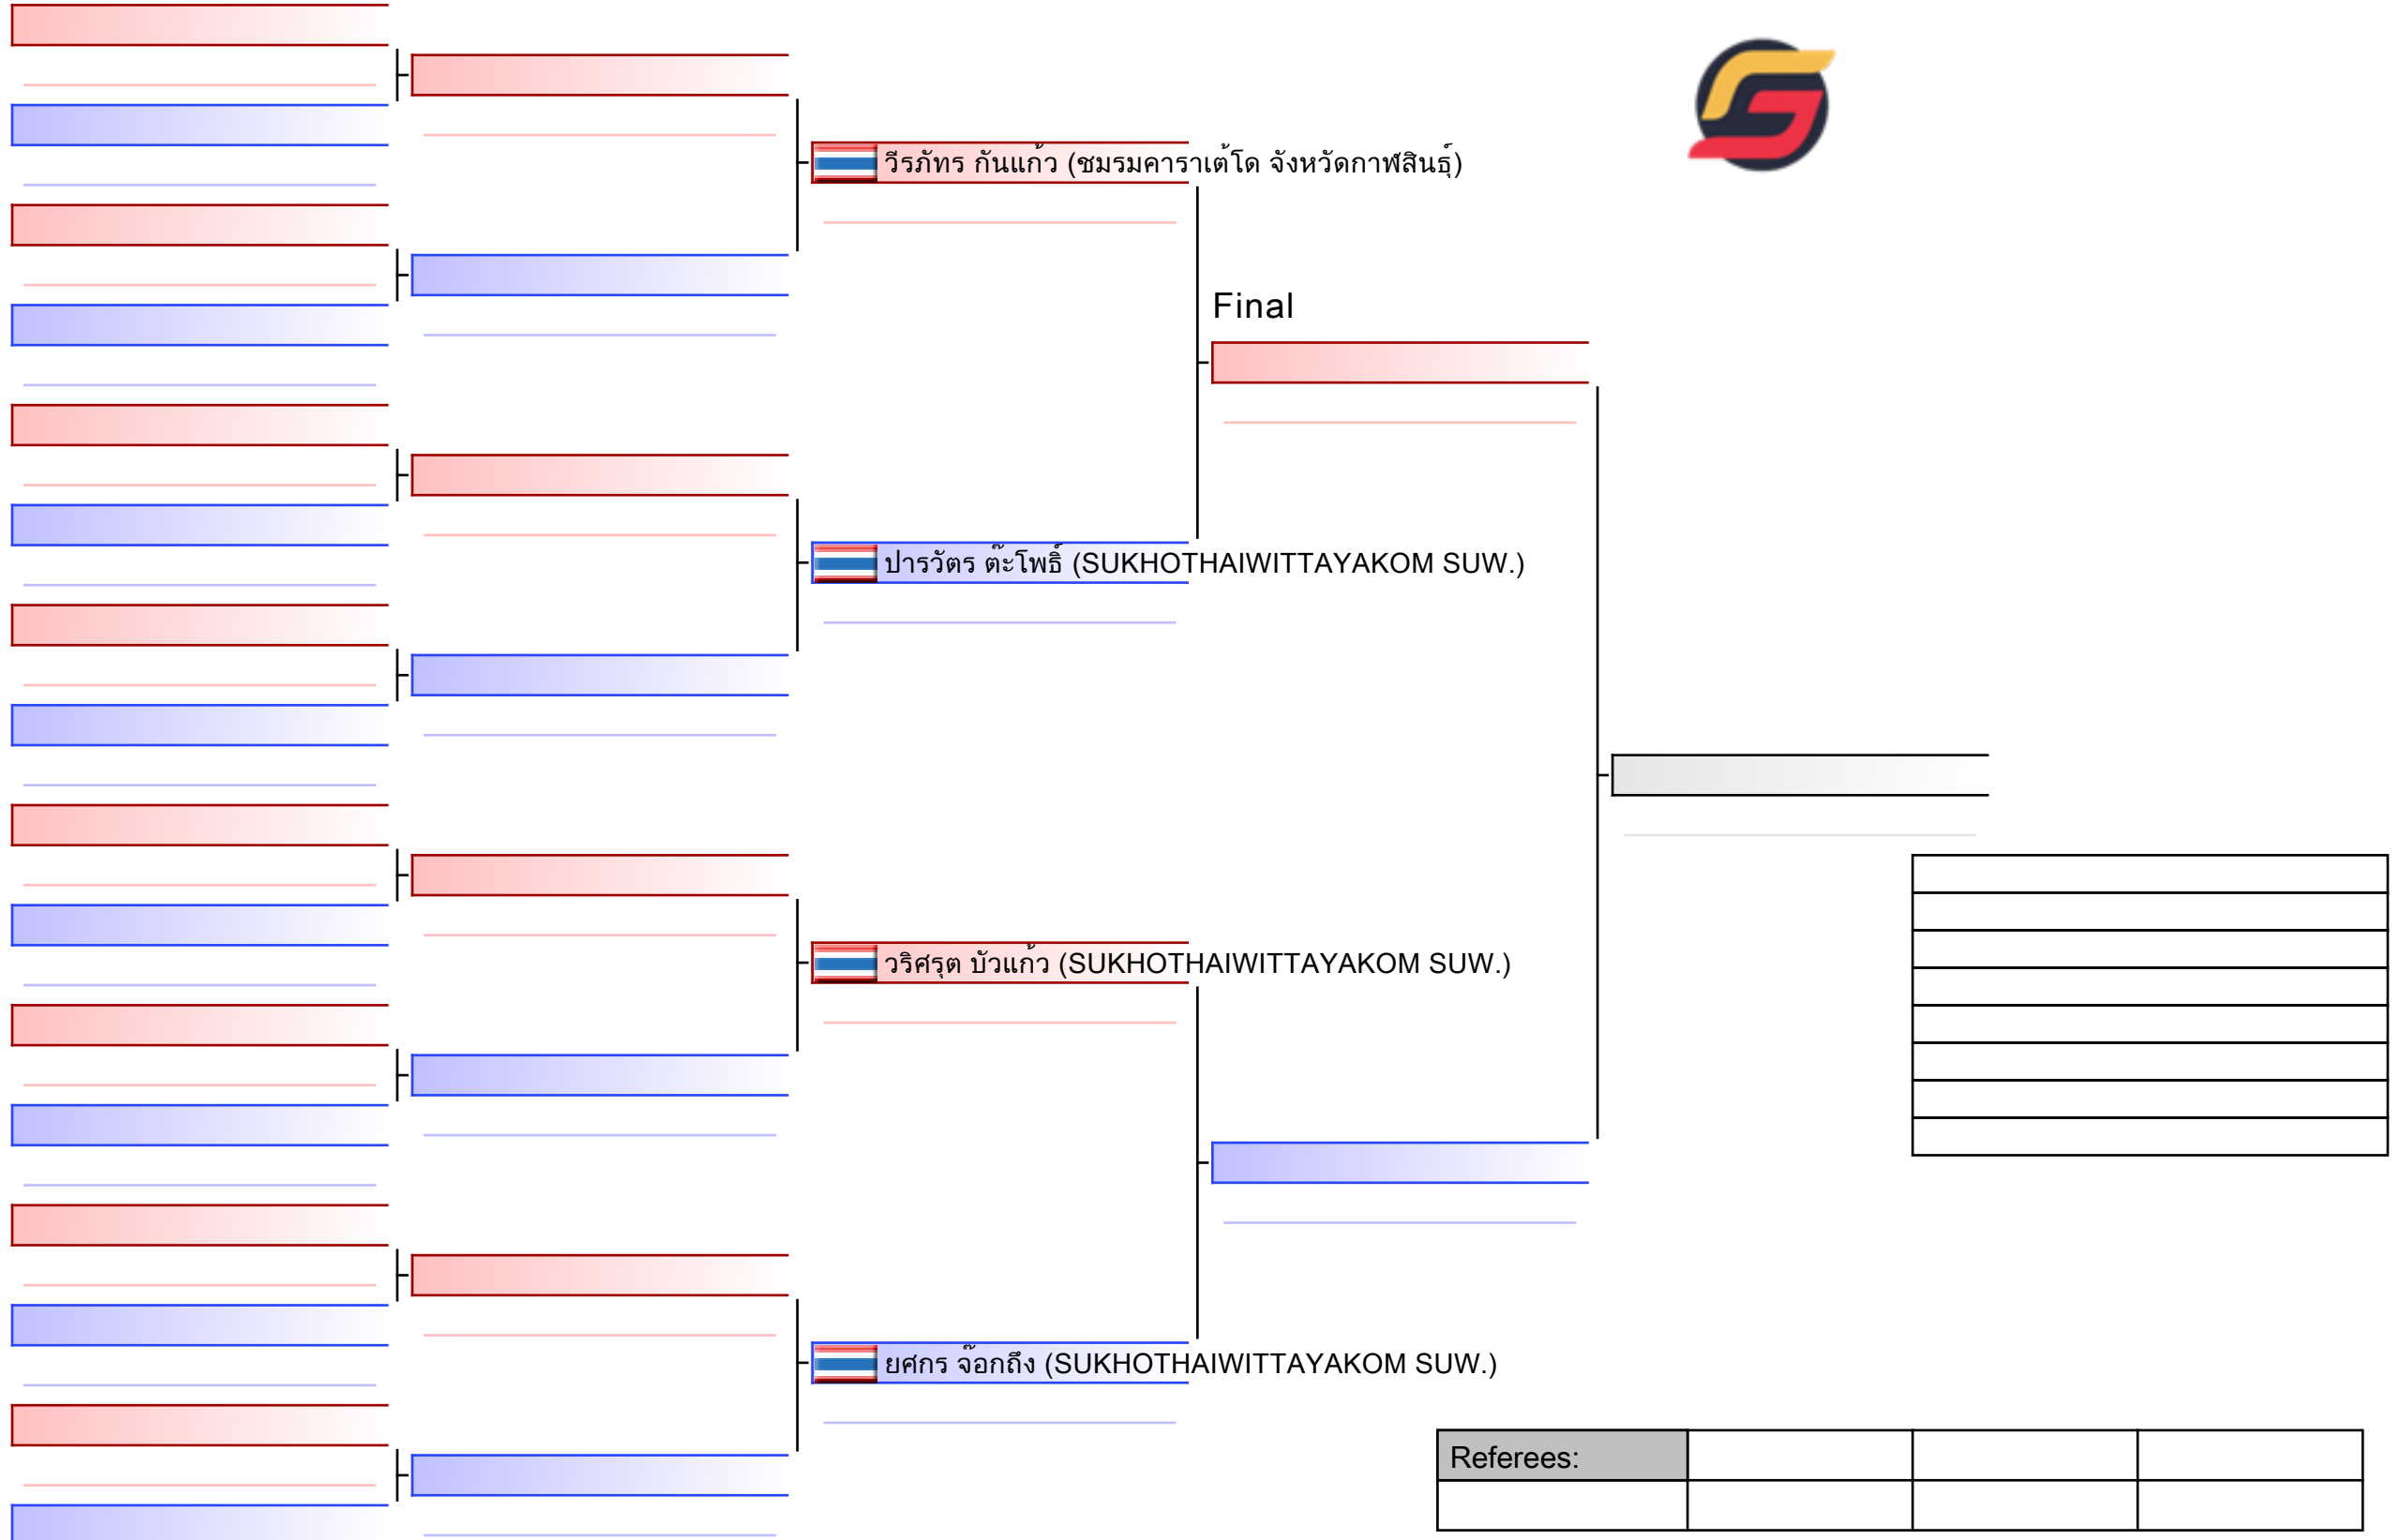 วีรภัทร กันแก้ว (ชมรมคาราเต้โด จังหวัดกาฬสินธุ์)
Final
ปารวัตร ต๊ะโพธิ์ (SUKHOTHAIWITTAYAKOM SUW.)
วริศรุต บัวแก้ว (SUKHOTHAIWITTAYAKOM SUW.)
ยศกร จ๊อกถึง (SUKHOTHAIWITTAYAKOM SUW.)
Referees: